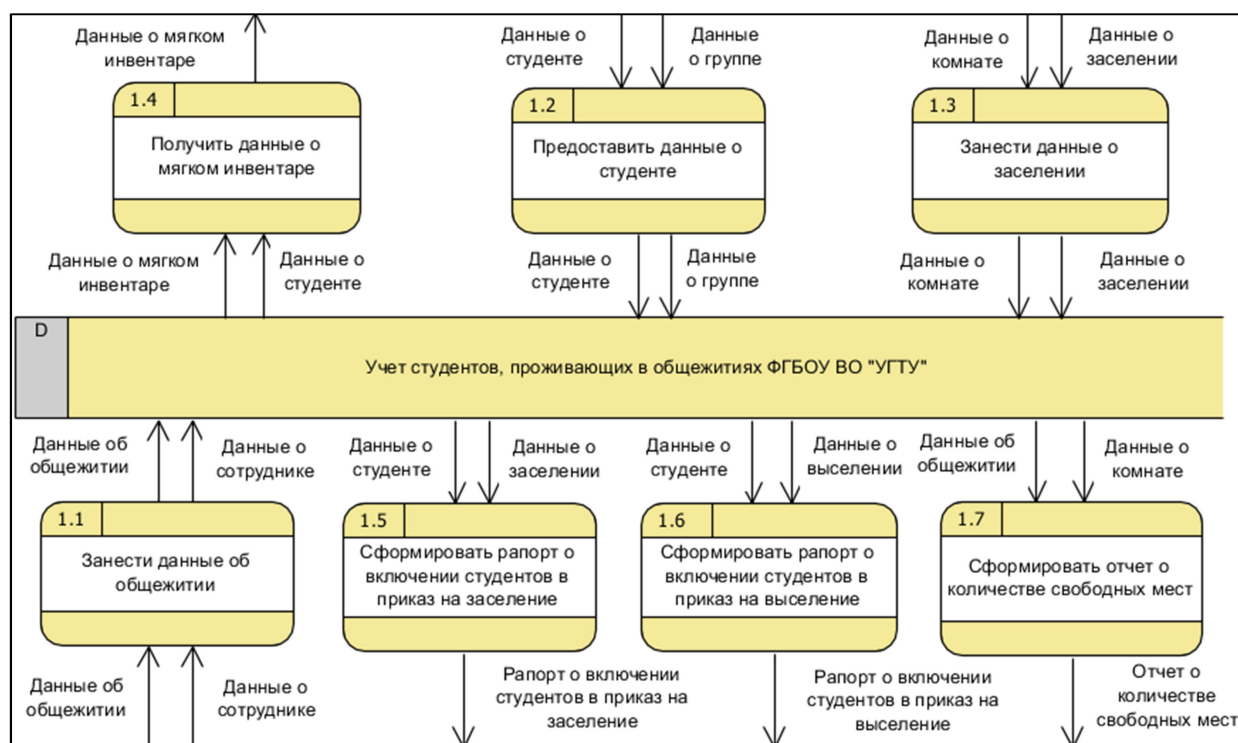 Данные о мягком
инвентаре
Данные о
студенте
Данные
о группе
Данные о
комнате
Данные о
заселении
1.4
Получить данные о
мягком инвентаре
1.2
Предоставить данные о
студенте
1.3
Занести данные о
заселении
Данные о мягком
инвентаре
Данные о
студенте
Данные о
студенте
Данные
о группе
Данные о
комнате
Данные о
заселении
D
Учет студентов, проживающих в общежитиях ФГБОУ ВО "УГТУ"
Данные об
общежитии
Данные о
сотруднике
Данные о
студенте
Данные о
заселении
Данные о
студенте
Данные о
выселении
Данные об
общежитии
Данные о
комнате
1.1
Занести данные об
общежитии
1.5
Сформировать рапорт о
включении студентов в
приказ на заселение
1.6
Сформировать рапорт о
включении студентов в
приказ на выселение
1.7
Сформировать отчет о
количестве свободных мест
Данные об
общежитии
Данные о
сотруднике
Рапорт о включении
студентов в приказ на
заселение
Рапорт о включении
студентов в приказ на
выселение
Отчет о
количестве
свободных мест